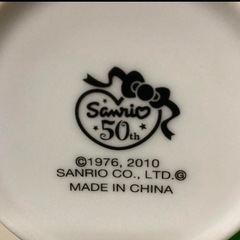 Sanrio
50th
©1976, 2010
SANRIO CO., LTD.Ⓖ
MADE IN CHINA